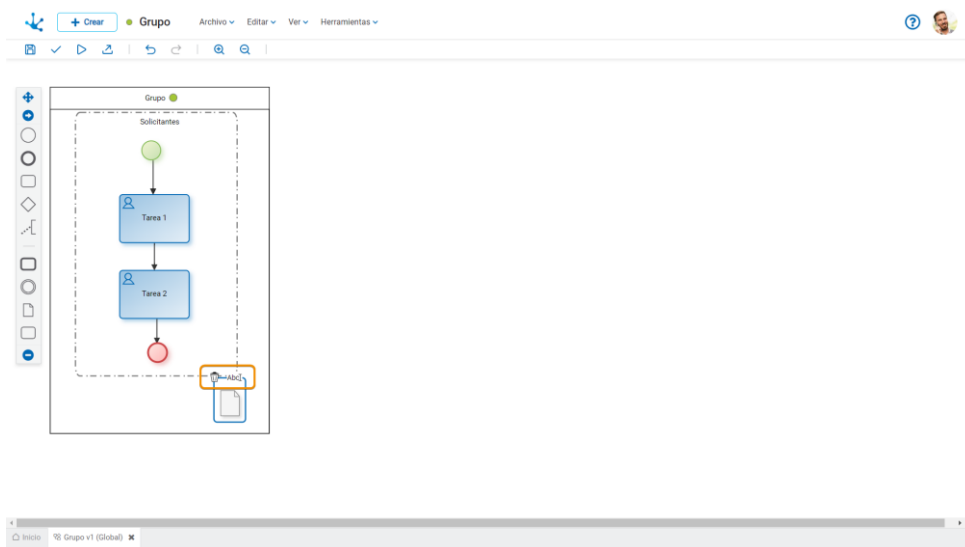 + Crear
Grupo
Archivo
Editar
Ver
Herramientas
?
Grupo
Solicitantes
Tarea 1
Tarea 2
Abc
Inicio
Grupo v1 (Global)